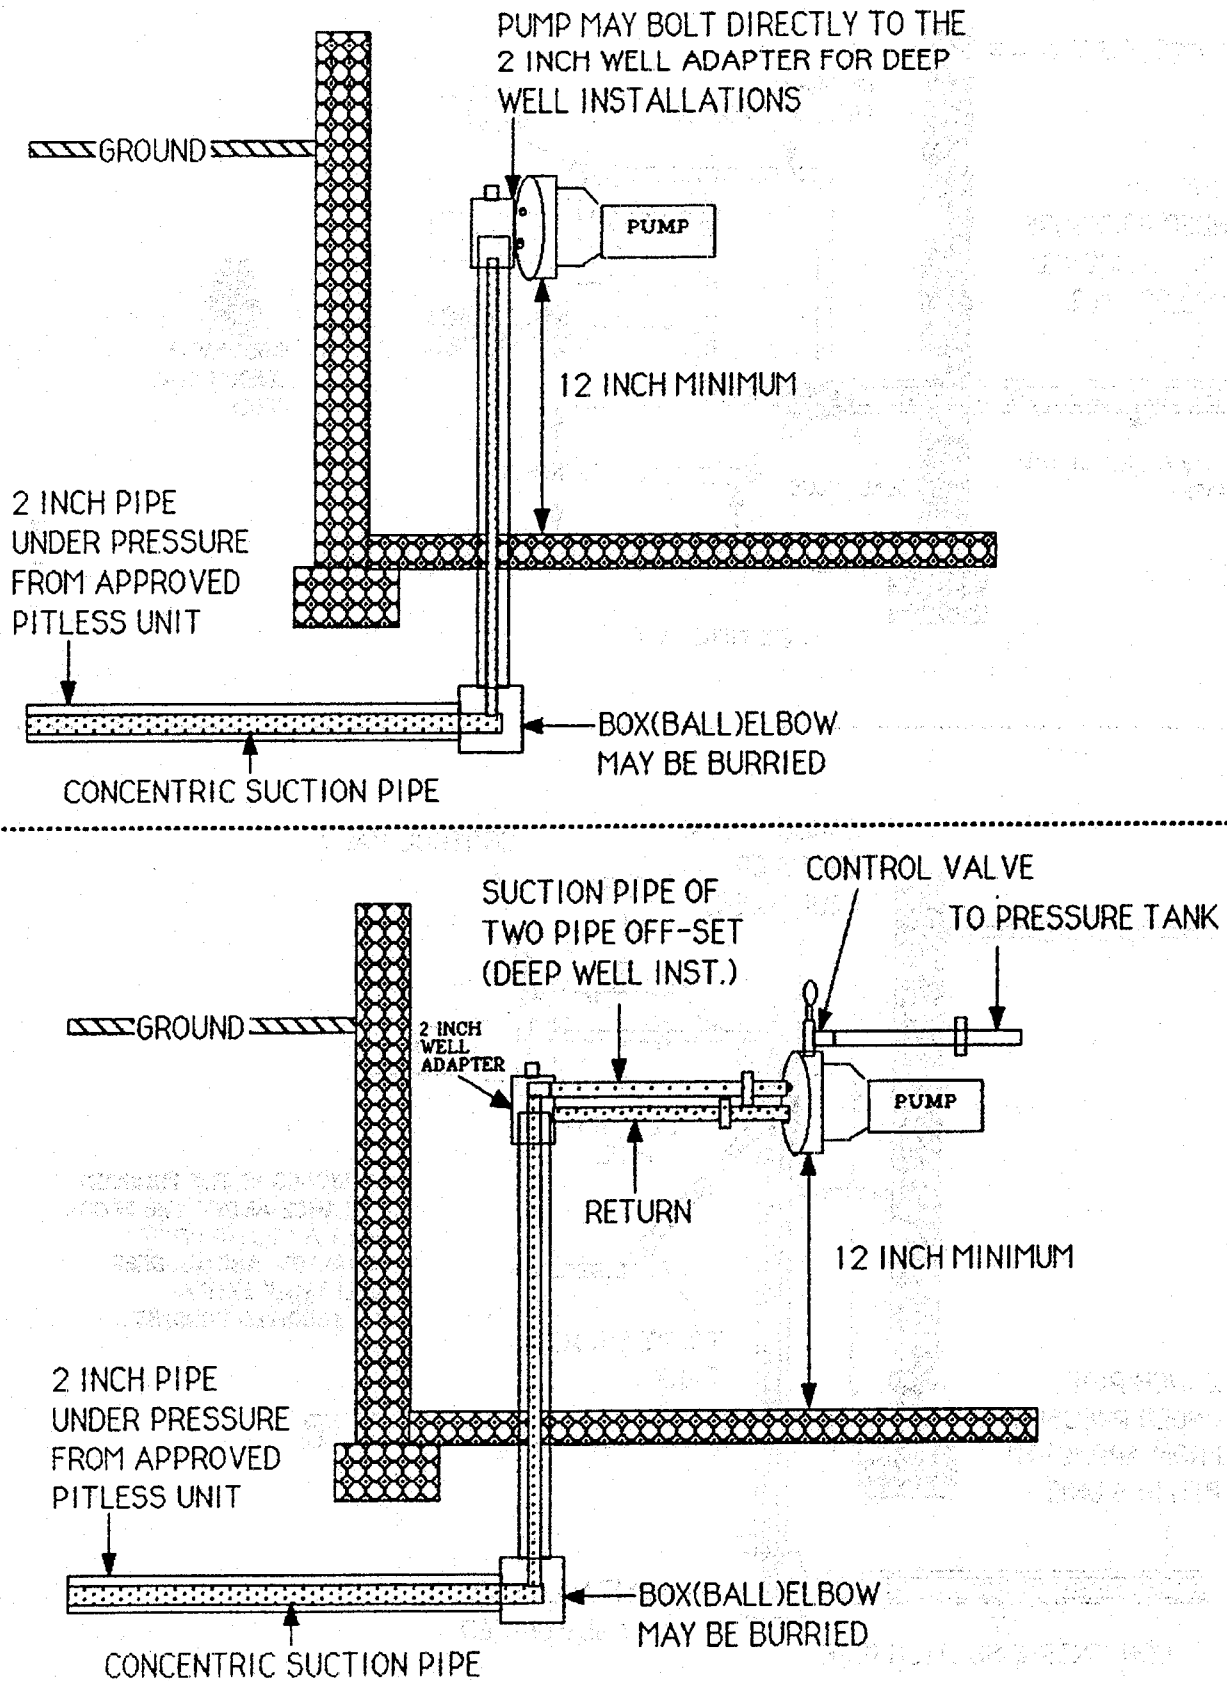 PUMP MAY BOLT DIRECTLY TO THE
2 INCH WELL ADAPTER FOR DEEP
WELL INSTALLATIONS
GROUND
PUMP
12 INCH MINIMUM
2 INCH PIPE
UNDER PRESSURE
FROM APPROVED
PITLESS UNIT
BOX(BALL)ELBOW
MAY BE BURRIED
CONCENTRIC SUCTION PIPE
CONTROL VALVE
SUCTION PIPE OF
TWO PIPE OFF-SET
(DEEP WELL INST.)
TO PRESSURE TANK
GROUND
2 INCH
WELL
ADAPTER
PUMP
RETURN
12 INCH MINIMUM
2 INCH PIPE
UNDER PRESSURE
FROM APPROVED
PITLESS UNIT
BOX(BALL)ELBOW
MAY BE BURRIED
CONCENTRIC SUCTION PIPE